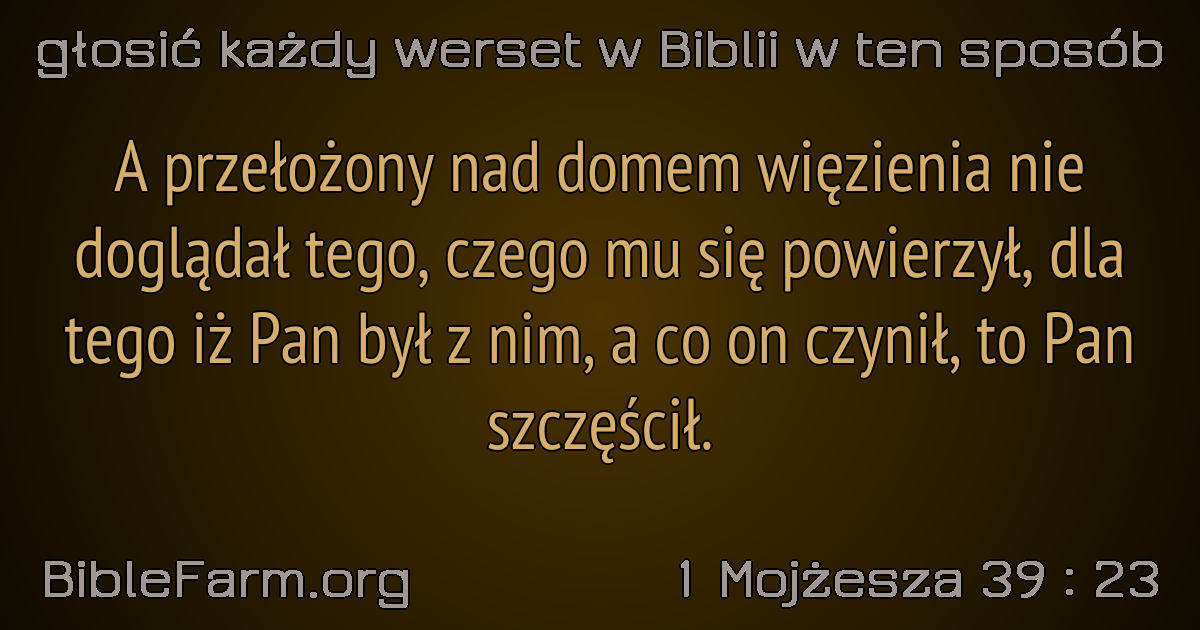 głosić każdy werset w Biblii w ten sposób
A przełożony nad domem więzienia nie
doglądał tego, czego mu się powierzył, dla
tego iż Pan był z nim, a co on czynił, to Pan
szczęścił.
BibleFarm.org
1 Mojżesza 39 : 23